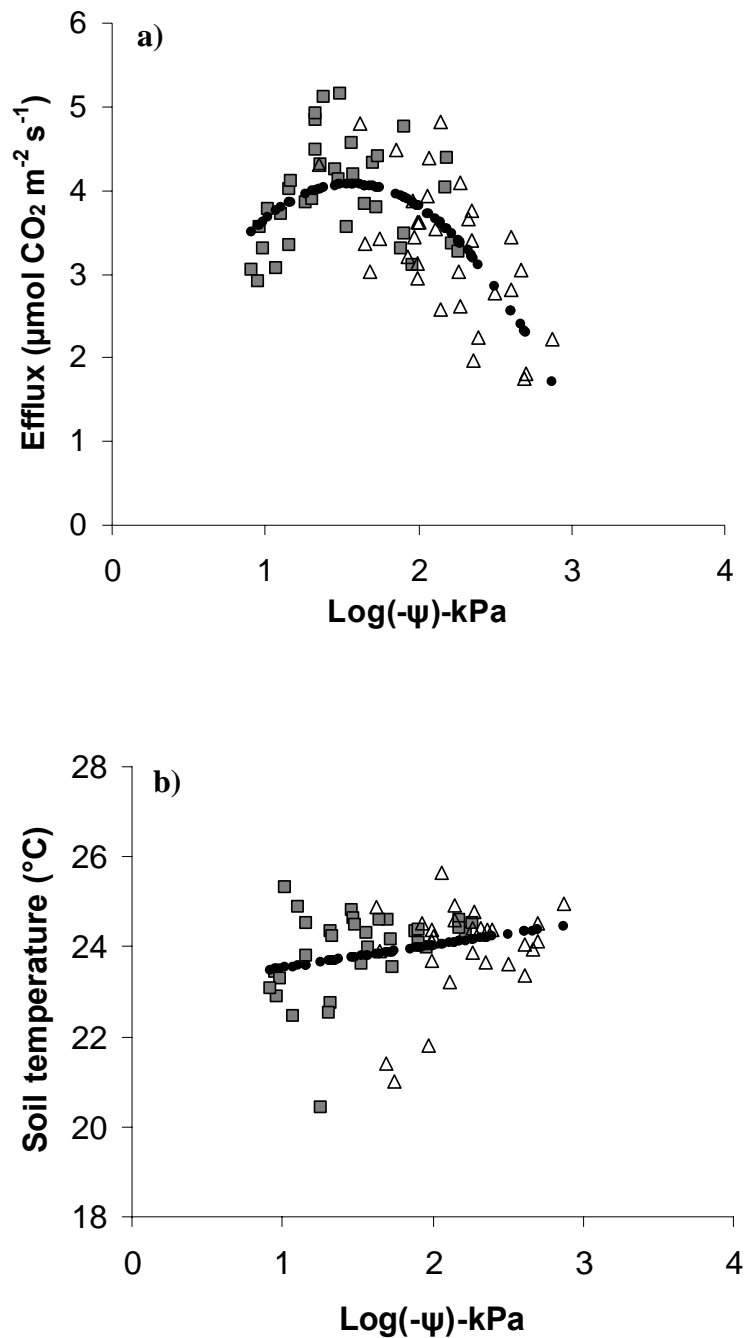 a)
6
5
4
3
2
1
0
Efflux (µmol CO₂ m⁻² s⁻¹)
0 1 2 3 4
Log(-ψ)-kPa
b)
28
26
24
22
20
18
Soil temperature (°C)
0 1 2 3 4
Log(-ψ)-kPa